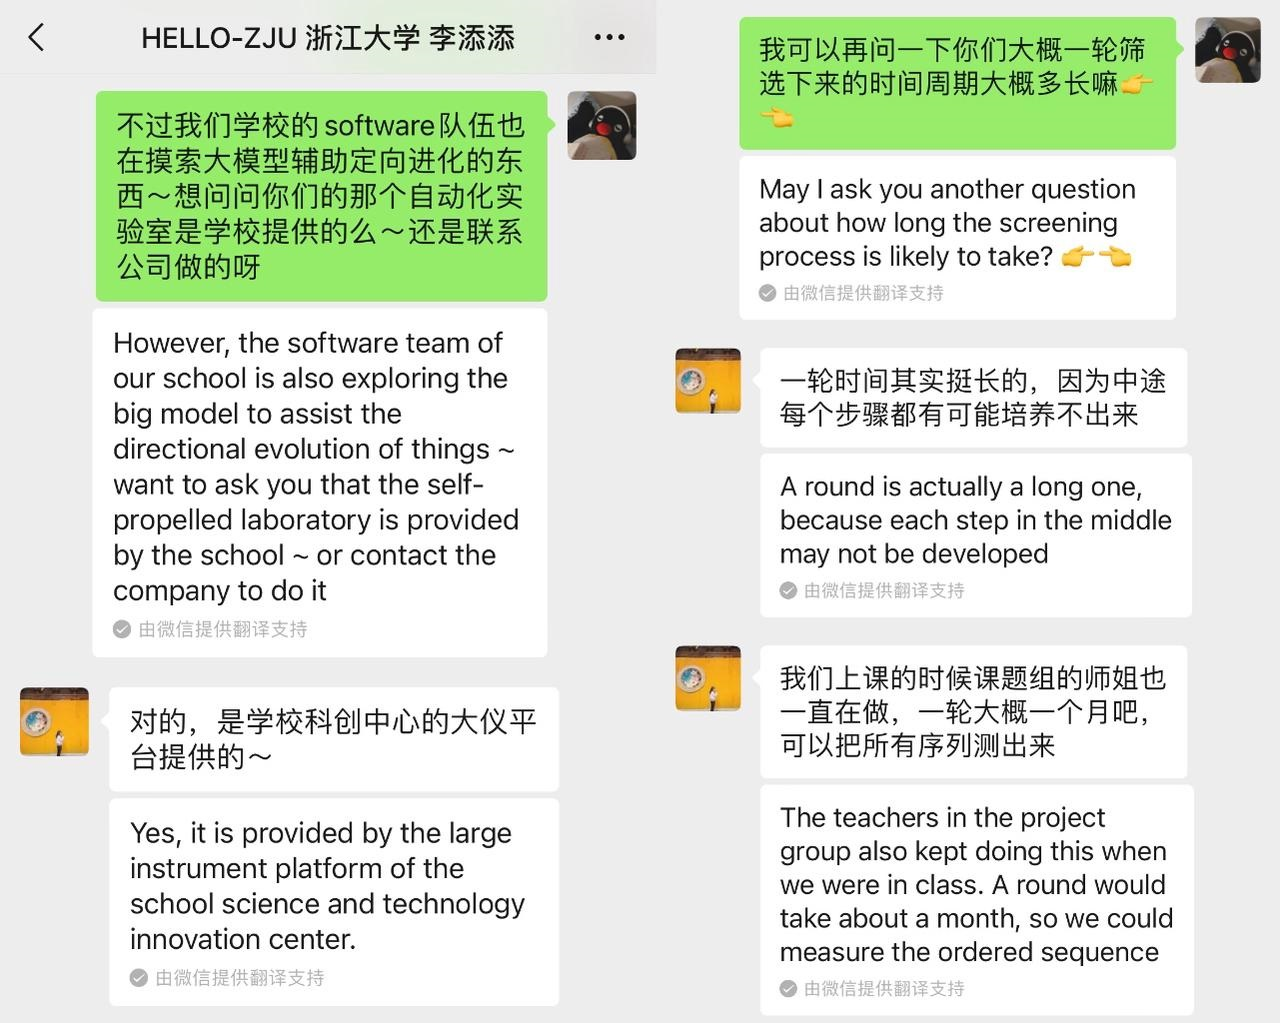 HELLO-ZJU 浙江大学 李添添
不过我们学校的software队伍也
在摸索大模型辅助定向进化的东
西～想问问你们的那个自动化实
验室是学校提供的么～还是联系
公司做的呀
However, the software team of
our school is also exploring the
big model to assist the
directional evolution of things ~
want to ask you that the self-
propelled laboratory is provided
by the school ~ or contact the
company to do it
由微信提供翻译支持
对的，是学校科创中心的大仪平
台提供的～
Yes, it is provided by the large
instrument platform of the
school science and technology
innovation center.
由微信提供翻译支持
我可以再问一下你们大概一轮筛
选下来的时间周期大概多长嘛👉
👈
May I ask you another question
about how long the screening
process is likely to take? 👉👈
由微信提供翻译支持
一轮时间其实挺长的，因为中途
每个步骤都有可能培养不出来
A round is actually a long one,
because each step in the middle
may not be developed
由微信提供翻译支持
我们上课的时候课题组的师姐也
一直在做，一轮大概一个月吧，
可以把所有序列测出来
The teachers in the project
group also kept doing this when
we were in class. A round would
take about a month, so we could
measure the ordered sequence
由微信提供翻译支持